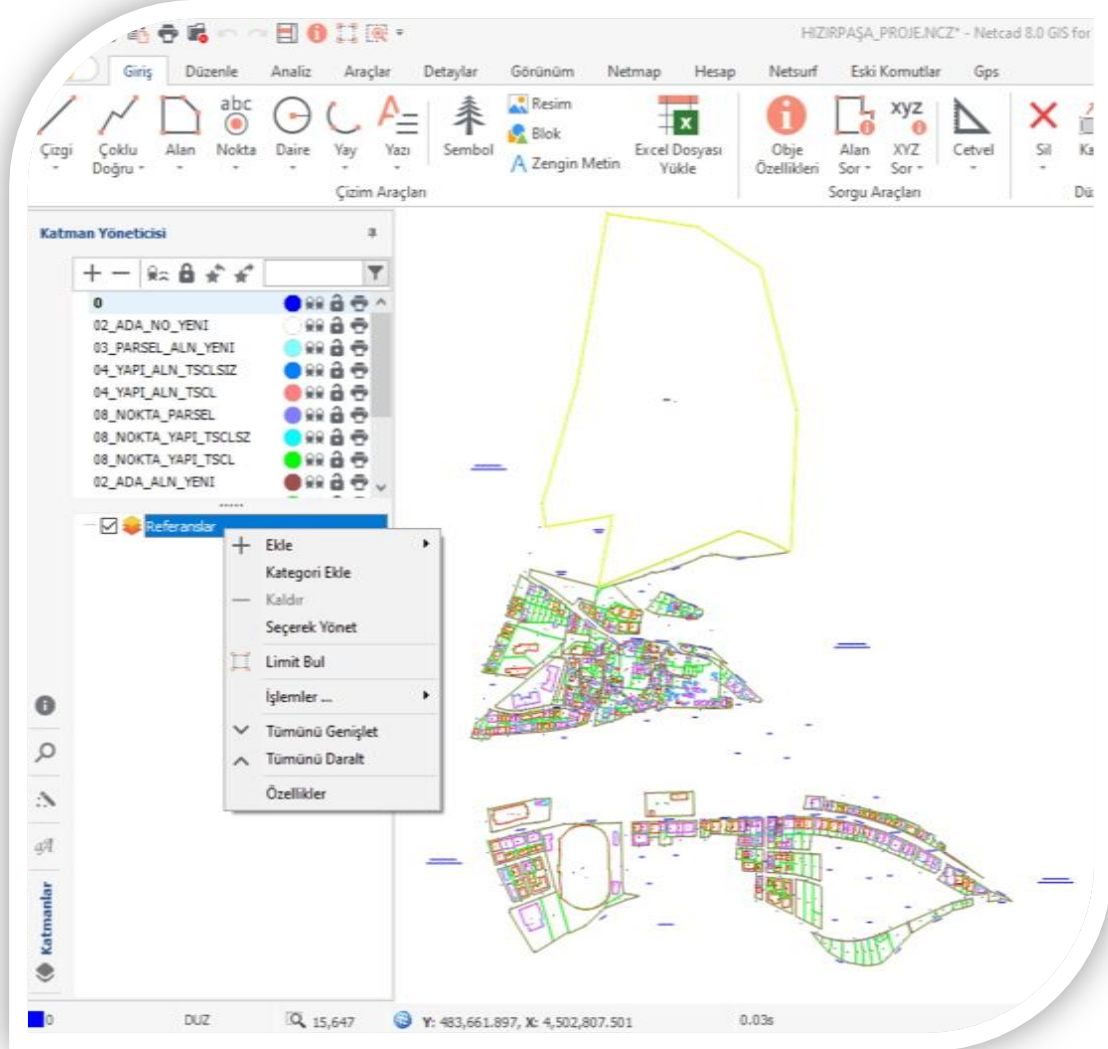 HIZIRPAŞA_PROJE.NCZ* - Netcad 8.0 GIS for
Giriş Düzenle Analiz Araçlar Detaylar Görünüm Netmap Hesap Netsurf Eski Komutlar Gps
Çizgi
Çoklu Doğru
Alan
abc
Nokta
Daire
Yay
Yazı
Sembol
Resim
Blok
Zengin Metin
Excel Dosyası Yükle
Obje Özellikleri
Alan Sor
xyz
XYZ Sor
Cetvel
Sil
Ka
Çizim Araçları
Sorgu Araçları
Dü
Katman Yöneticisi
0
02_ADA_NO_YENI
03_PARSEL_ALN_YENI
04_YAPI_ALN_TSCLSIZ
04_YAPI_ALN_TSCL
08_NOKTA_PARSEL
08_NOKTA_YAPI_TSCLSZ
08_NOKTA_YAPI_TSCL
02_ADA_ALN_YENI
Referanslar
Ekle
Kategori Ekle
Kaldır
Seçerek Yönet
Limit Bul
İşlemler ...
Tümünü Genişlet
Tümünü Daralt
Özellikler
Katmanlar
0 DUZ 15,647 Y: 483,661.897, X: 4,502,807.501 0.03s